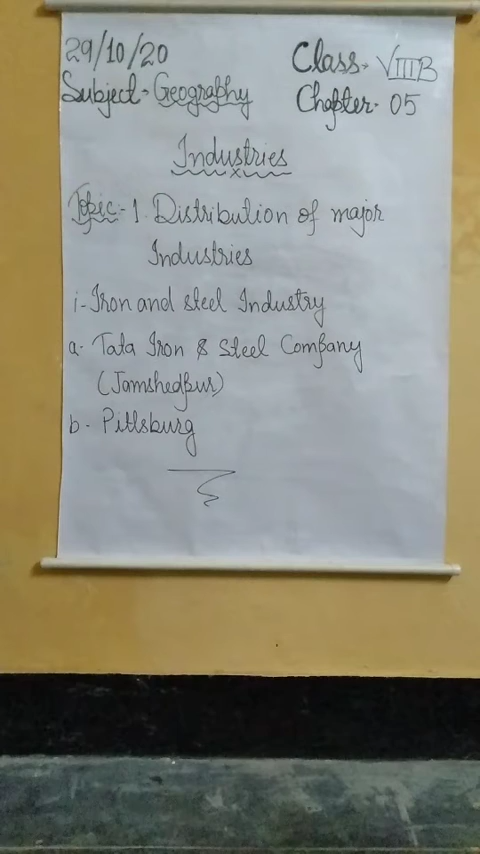 29/10/20
Class- VIIIB
Subject- Geography
Chapter- 05
Industries
Topic:- 1. Distribution of major
Industries
i- Iron and steel Industry
a. Tata Iron & Steel Company
(Jamshedpur)
b- Pittsburg